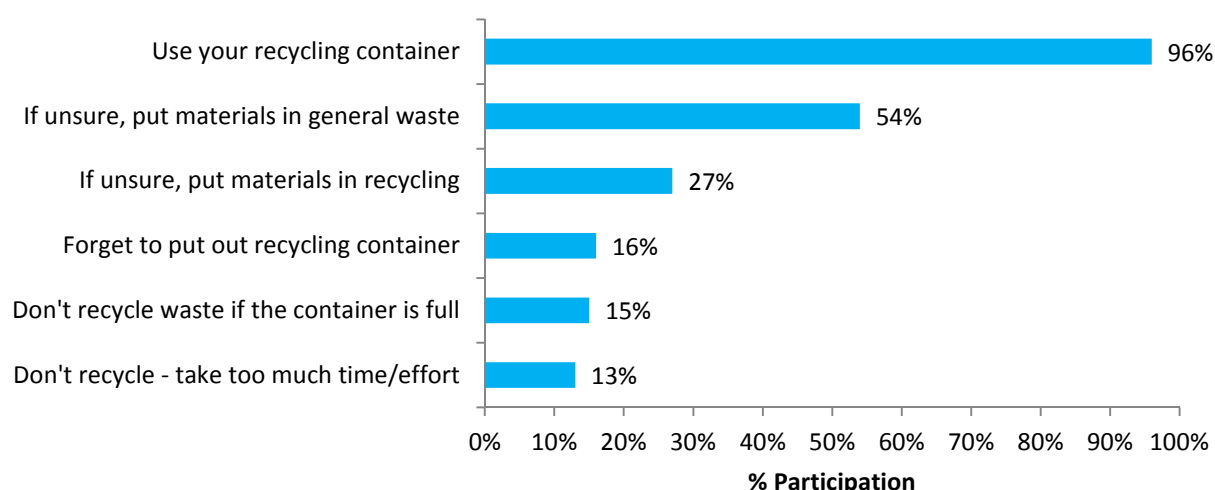 Use your recycling container
96%
If unsure, put materials in general waste
54%
If unsure, put materials in recycling
27%
Forget to put out recycling container
16%
Don't recycle waste if the container is full
15%
Don't recycle - take too much time/effort
13%
0% 10% 20% 30% 40% 50% 60% 70% 80% 90% 100%
% Participation